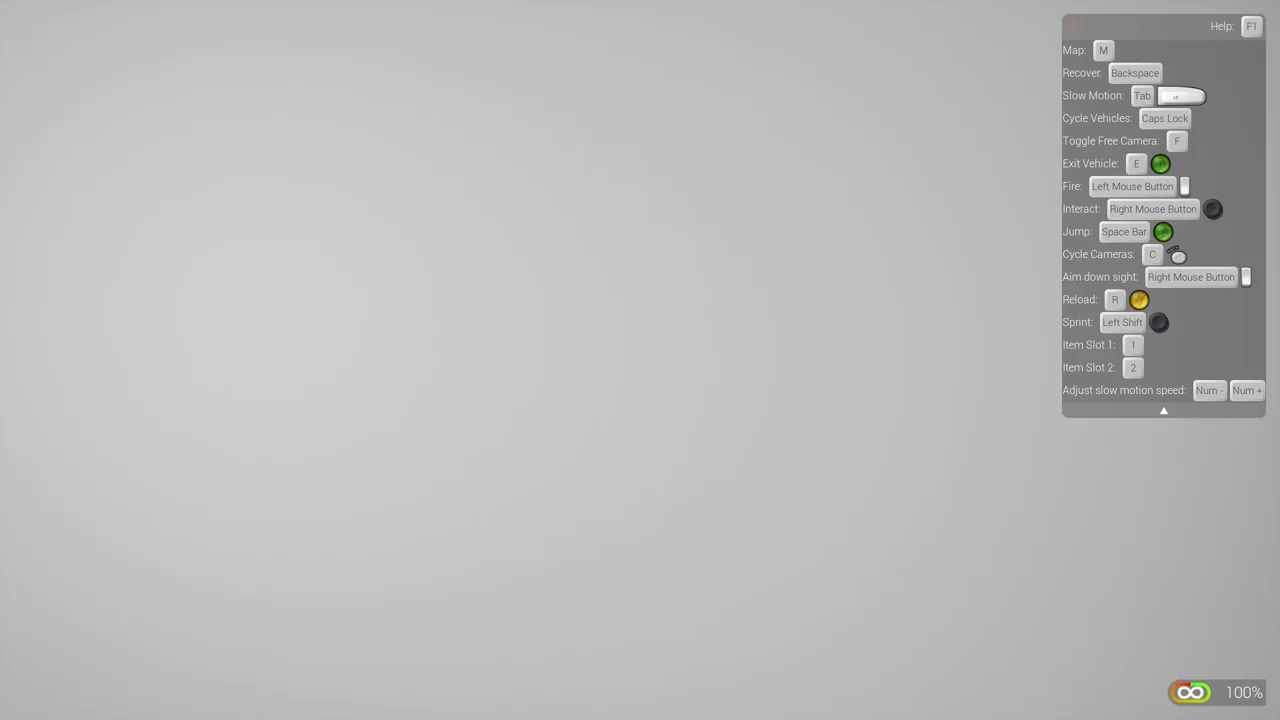 Help: F1
Map: M
Recover: Backspace
Slow Motion: Tab
Cycle Vehicles: Caps Lock
Toggle Free Camera: F
Exit Vehicle: E
Fire: Left Mouse Button
Interact: Right Mouse Button
Jump: Space Bar
Cycle Cameras: C
Aim down sight: Right Mouse Button
Reload: R
Sprint: Left Shift
Item Slot 1: 1
Item Slot 2: 2
Adjust slow motion speed: Num - Num +
100%